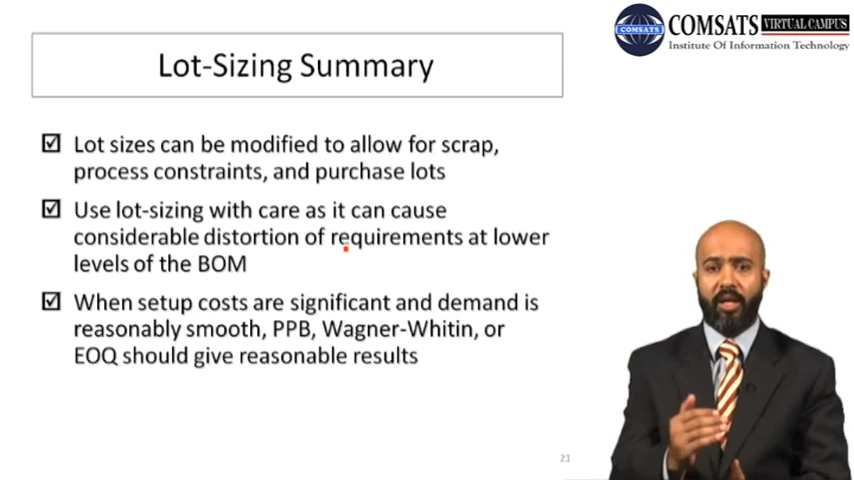 COMSATS VIRTUAL CAMPUS
COMSATS
Institute Of Information Technology
Lot-Sizing Summary
☑ Lot sizes can be modified to allow for scrap,
process constraints, and purchase lots
☑ Use lot-sizing with care as it can cause
considerable distortion of requirements at lower
levels of the BOM
☑ When setup costs are significant and demand is
reasonably smooth, PPB, Wagner-Whitin, or
EOQ should give reasonable results
21